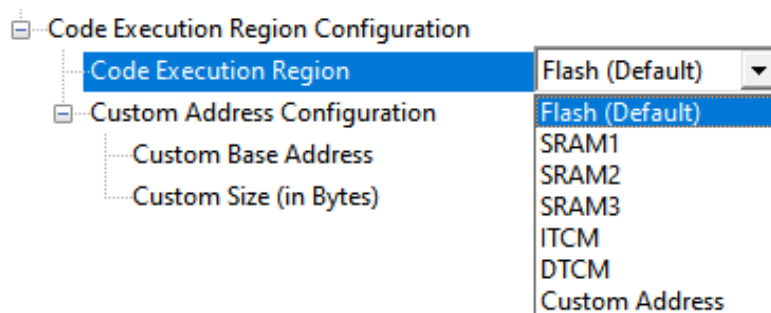 Code Execution Region Configuration
Code Execution Region Flash (Default)
Custom Address Configuration Flash (Default)
SRAM1
Custom Base Address SRAM2
Custom Size (in Bytes) SRAM3
ITCM
DTCM
Custom Address